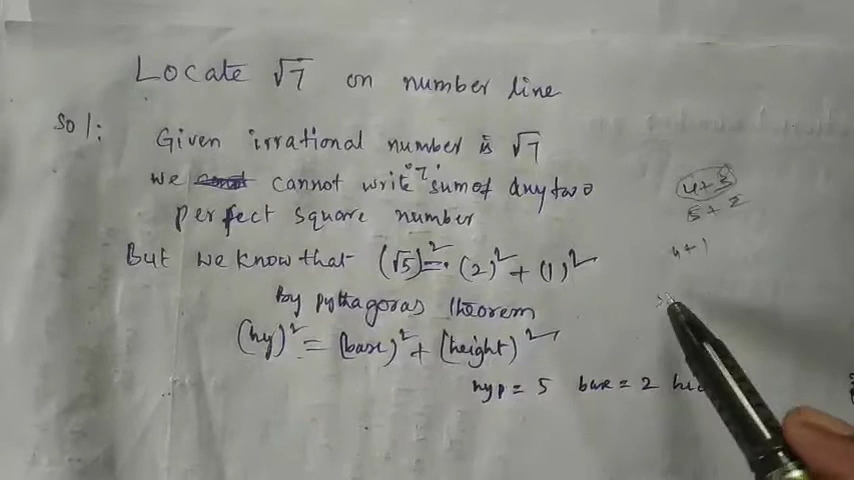 Locate √7 on number line
Sol:
Given irrational number is √7
we cannot write "7" sum of any two
perfect square number
But we know that (√5)² = (2)² + (1)²
By pythagoras theorem
(hy)² = (base)² + (height)²
hyp = 5 base = 2
4+3
5+2
4+1